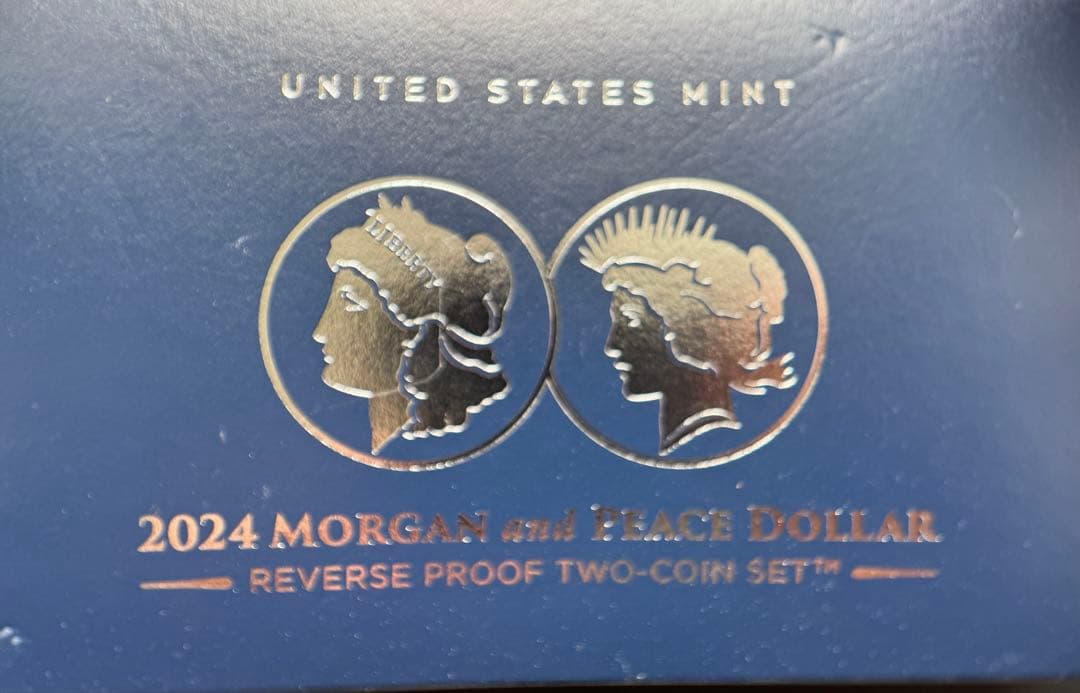 UNITED STATES MINT
LIBERTY
2024 MORGAN and PEACE DOLLAR
REVERSE PROOF TWO-COIN SET™